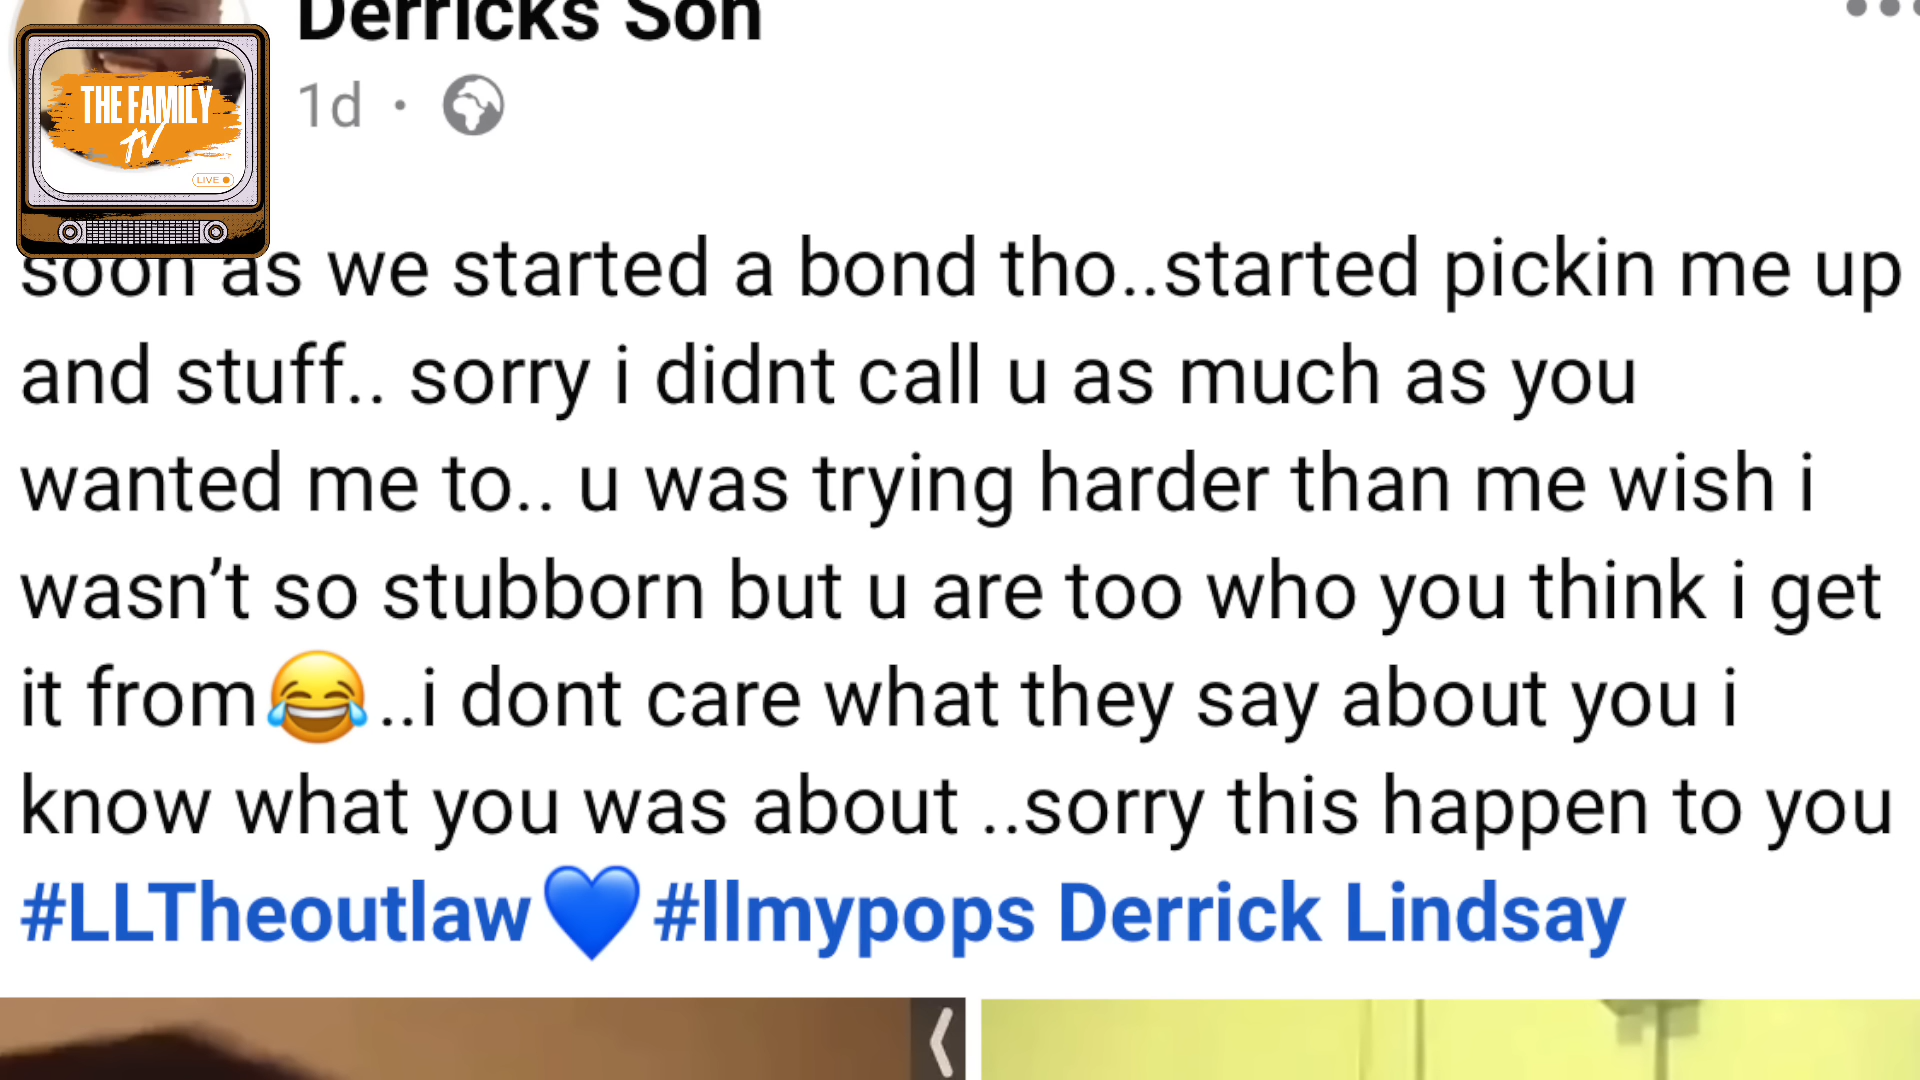 Derricks Son
1d ·
THE FAMILY
tv
LIVE
soon as we started a bond tho..started pickin me up
and stuff.. sorry i didnt call u as much as you
wanted me to.. u was trying harder than me wish i
wasn’t so stubborn but u are too who you think i get
it from😂..i dont care what they say about you i
know what you was about ..sorry this happen to you
#LLTheoutlaw💙#llmypops Derrick Lindsay